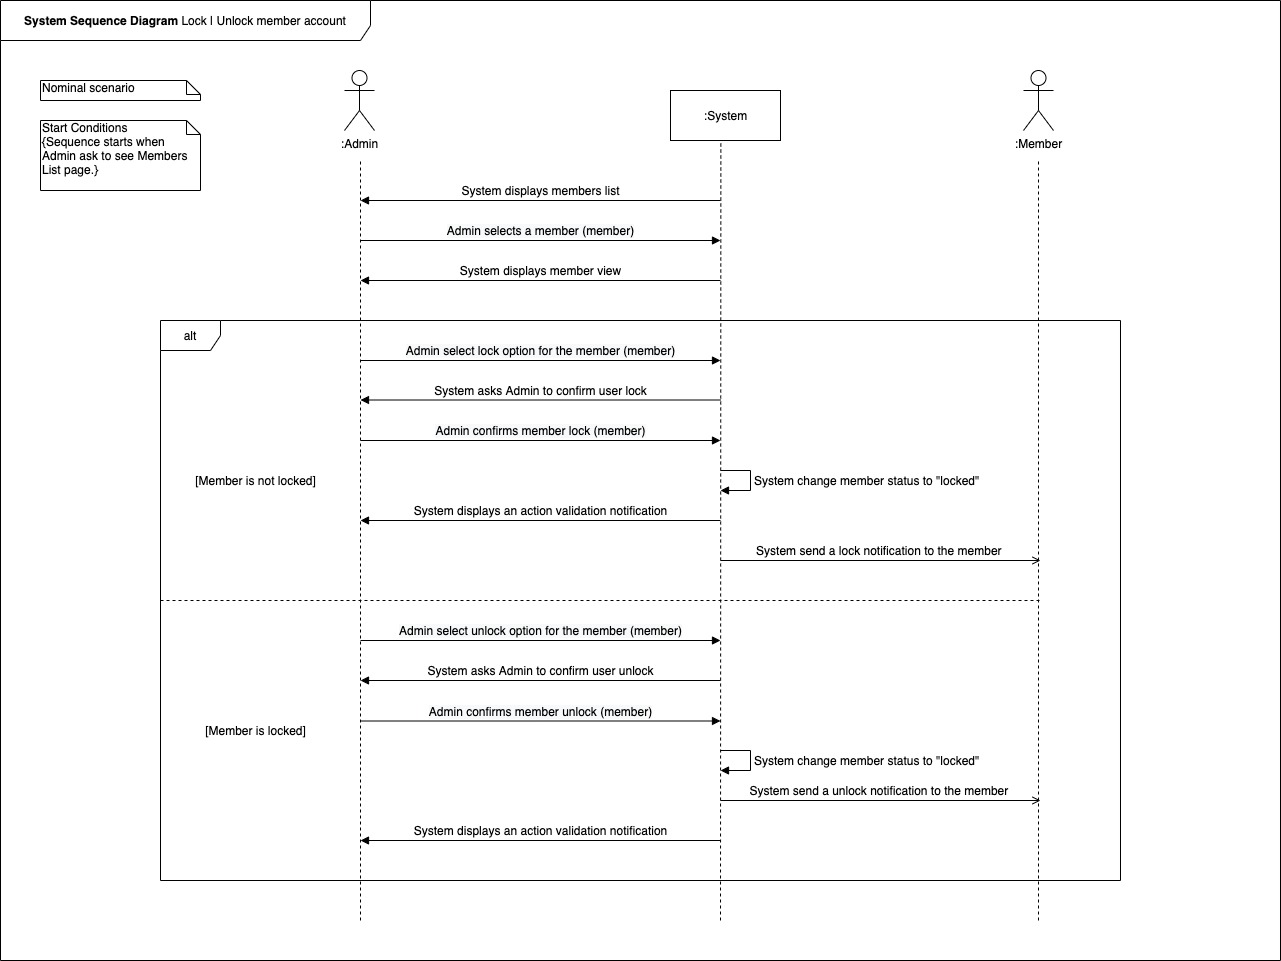 System Sequence Diagram Lock | Unlock member account
Nominal scenario
Start Conditions
{Sequence starts when
Admin ask to see Members
List page.}
:Admin
:System
:Member
System displays members list
Admin selects a member (member)
System displays member view
alt
Admin select lock option for the member (member)
System asks Admin to confirm user lock
Admin confirms member lock (member)
[Member is not locked]
System change member status to "locked"
System displays an action validation notification
System send a lock notification to the member
Admin select unlock option for the member (member)
System asks Admin to confirm user unlock
Admin confirms member unlock (member)
[Member is locked]
System change member status to "locked"
System send a unlock notification to the member
System displays an action validation notification